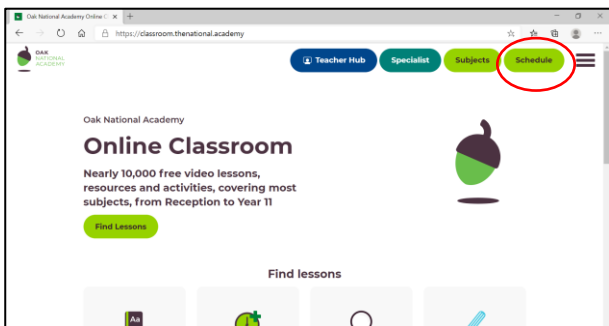 Oak National Academy Online C
https://classroom.thenational.academy
OAK
NATIONAL
ACADEMY
Teacher Hub
Specialist
Subjects
Schedule
Oak National Academy
Online Classroom
Nearly 10,000 free video lessons,
resources and activities, covering most
subjects, from Reception to Year 11
Find Lessons
Find lessons
Aa